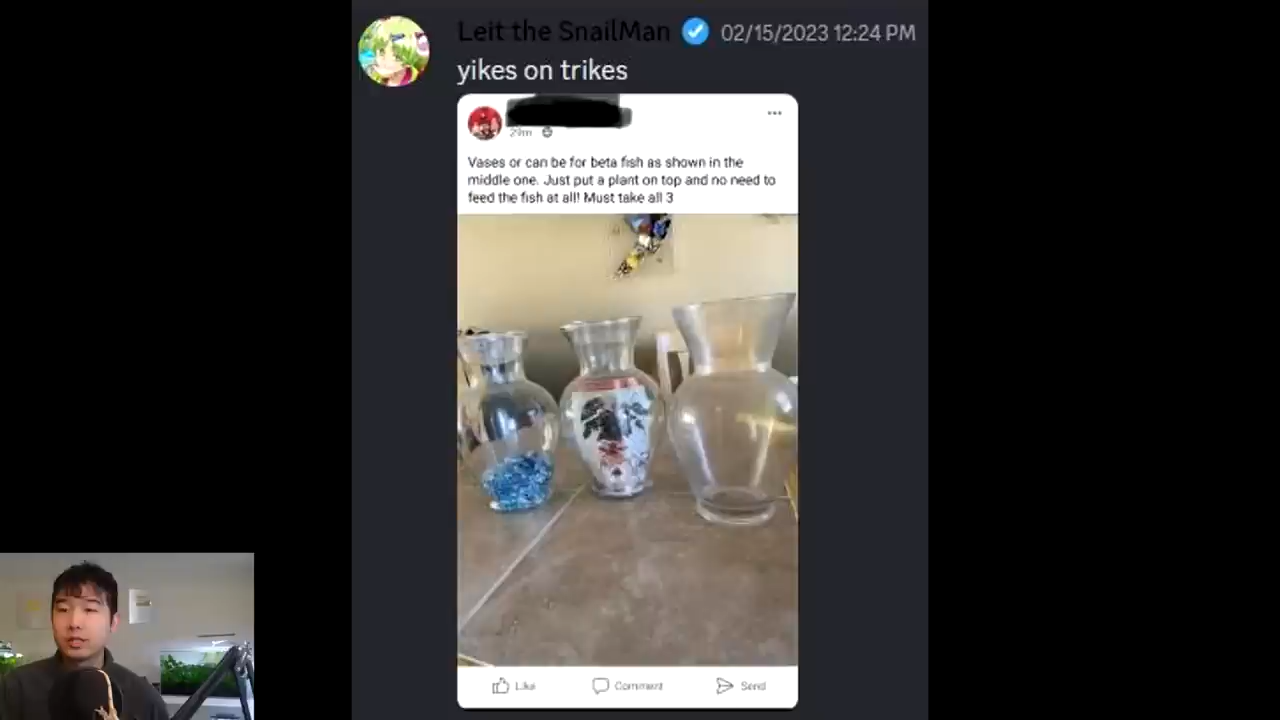 Leit the SnailMan 02/15/2023 12:24 PM
yikes on trikes
29m
Vases or can be for beta fish as shown in the
middle one. Just put a plant on top and no need to
feed the fish at all! Must take all 3
Like Comment Send